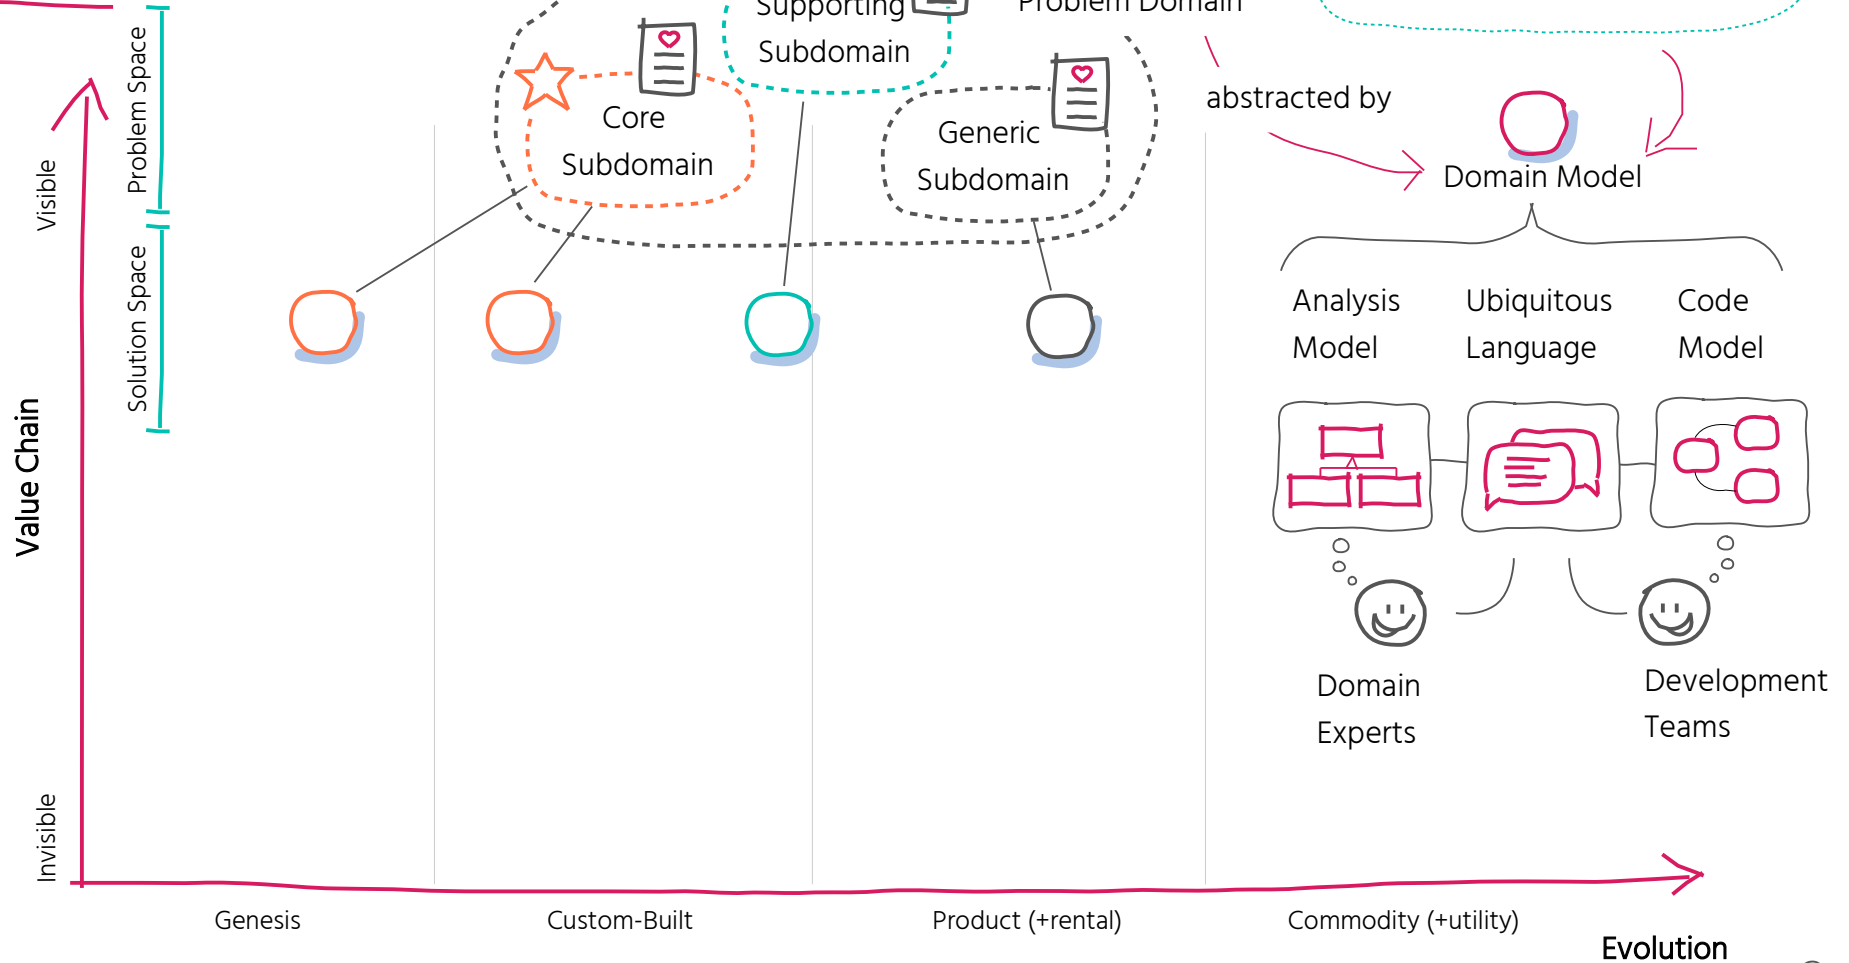 Supporting
Subdomain
Problem Domain
Problem Space
Visible
abstracted by
Core
Subdomain
Generic
Subdomain
Domain Model
Solution Space
Analysis
Model
Ubiquitous
Language
Code
Model
Value Chain
Domain
Experts
Development
Teams
Invisible
Genesis
Custom-Built
Product (+rental)
Commodity (+utility)
Evolution